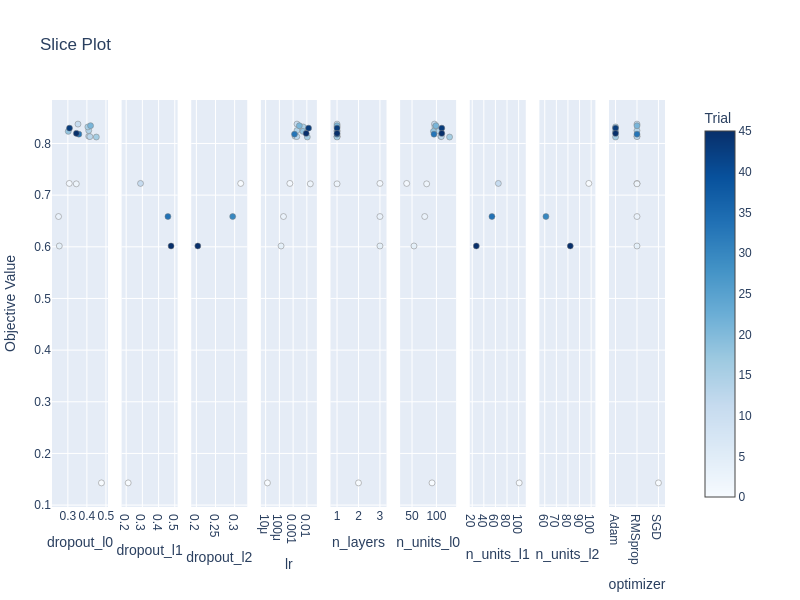 Slice Plot
Trial
Objective Value
0.8
0.7
0.6
0.5
0.4
0.3
0.2
0.1
45
40
35
30
25
20
15
10
5
0
0.3 0.4 0.5
dropout_l0
0.2 0.3 0.4 0.5
dropout_l1
0.2 0.25 0.3
dropout_l2
10μ 100μ 0.001 0.01
lr
1 2 3
n_layers
50 100
n_units_l0
20 40 60 80 100
n_units_l1
60 70 80 90 100
n_units_l2
Adam RMSprop SGD
optimizer